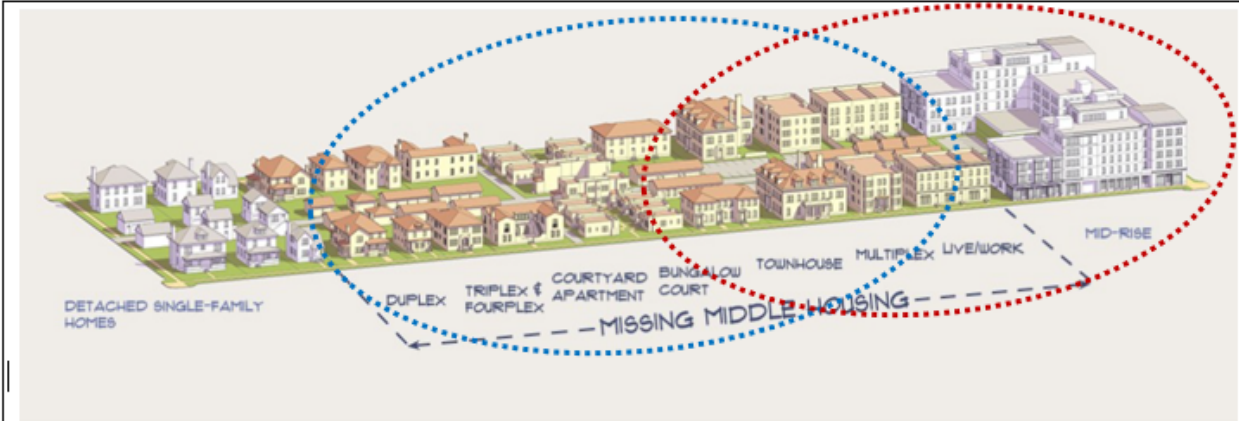 DETACHED SINGLE-FAMILY
HOMES
DUPLEX
TRIPLEX &
FOURPLEX
COURTYARD
APARTMENT
BUNGALOW
COURT
TOWNHOUSE
MULTIPLEX
LIVE/WORK
MID-RISE
MISSING MIDDLE HOUSING